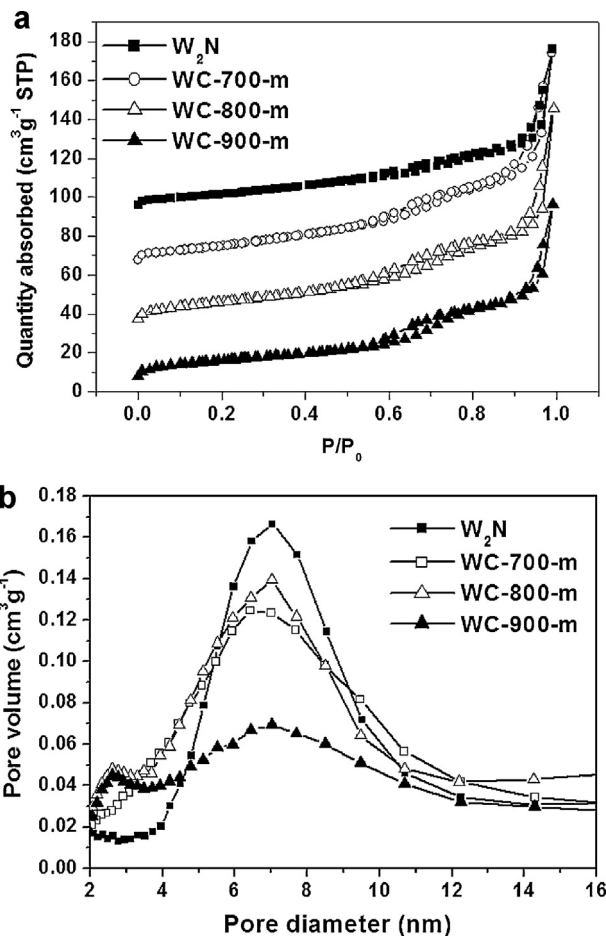 a
Quantity absorbed (cm³g⁻¹ STP)
180
160
140
120
100
80
60
40
20
0
W₂N
WC-700-m
WC-800-m
WC-900-m
0.0 0.2 0.4 0.6 0.8 1.0
P/P₀
b
Pore volume (cm³g⁻¹)
0.18
0.16
0.14
0.12
0.10
0.08
0.06
0.04
0.02
0.00
W₂N
WC-700-m
WC-800-m
WC-900-m
2 4 6 8 10 12 14 16
Pore diameter (nm)